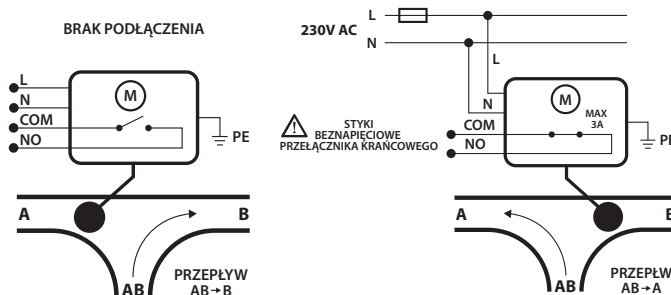 BRAK PODŁĄCZENIA
L
N
COM
NO
M
PE
A
B
AB
PRZEPŁYW
AB→B
230V AC
L
N
L
N
M
MAX
3A
COM
NO
STYKI
BEZNAPIĘCIOWE
PRZEŁĄCZNIKA KRAŃCOWEGO
A
AB
PRZEPŁW
AB→A